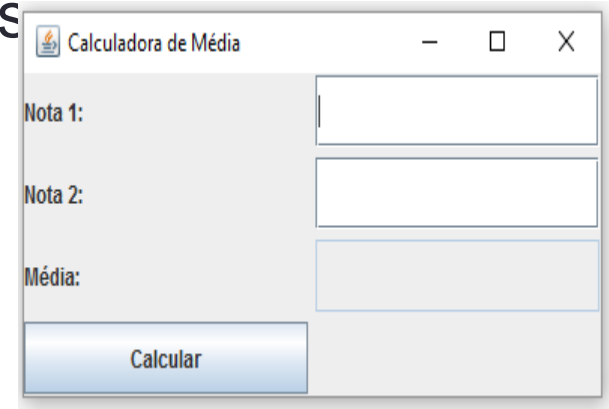 S
Calculadora de Média
Nota 1:
Nota 2:
Média:
Calcular